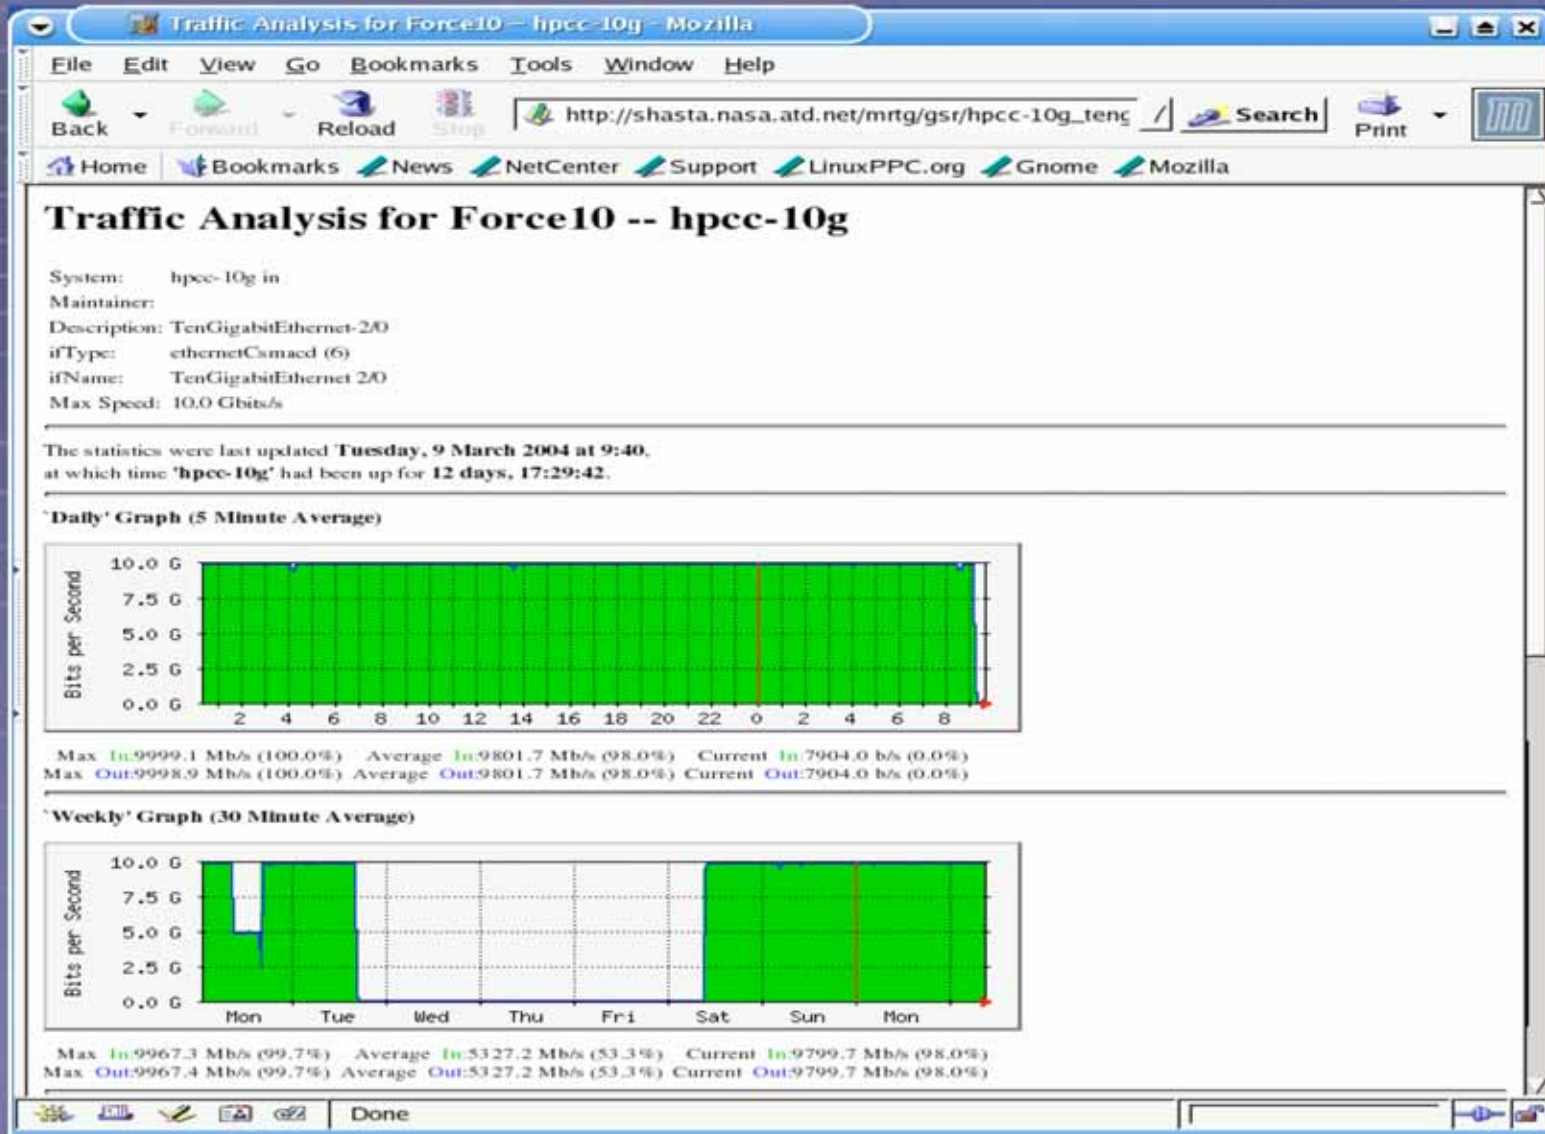 Traffic Analysis for Force10 -- hpcc-10g - Mozilla
File Edit View Go Bookmarks Tools Window Help
Back Forward Reload Stop http://shasta.nasa.atd.net/mrtg/gsr/hpcc-10g_teng Search Print
Home Bookmarks News NetCenter Support LinuxPPC.org Gnome Mozilla
Traffic Analysis for Force10 -- hpcc-10g
System: hpcc-10g in
Maintainer:
Description: TenGigabitEthernet-2/0
ifType: ethernetCsmacd (6)
ifName: TenGigabitEthernet 2/0
Max Speed: 10.0 Gbits/s
The statistics were last updated Tuesday, 9 March 2004 at 9:40,
at which time 'hpcc-10g' had been up for 12 days, 17:29:42.
`Daily' Graph (5 Minute Average)
Bits per Second
10.0 G
7.5 G
5.0 G
2.5 G
0.0 G
2 4 6 8 10 12 14 16 18 20 22 0 2 4 6 8
Max In:9999.1 Mb/s (100.0%) Average In:9801.7 Mb/s (98.0%) Current In:7904.0 b/s (0.0%)
Max Out:9998.9 Mb/s (100.0%) Average Out:9801.7 Mb/s (98.0%) Current Out:7904.0 b/s (0.0%)
`Weekly' Graph (30 Minute Average)
Bits per Second
10.0 G
7.5 G
5.0 G
2.5 G
0.0 G
Mon Tue Wed Thu Fri Sat Sun Mon
Max In:9967.3 Mb/s (99.7%) Average In:5327.2 Mb/s (53.3%) Current In:9799.7 Mb/s (98.0%)
Max Out:9967.4 Mb/s (99.7%) Average Out:5327.2 Mb/s (53.3%) Current Out:9799.7 Mb/s (98.0%)
Done